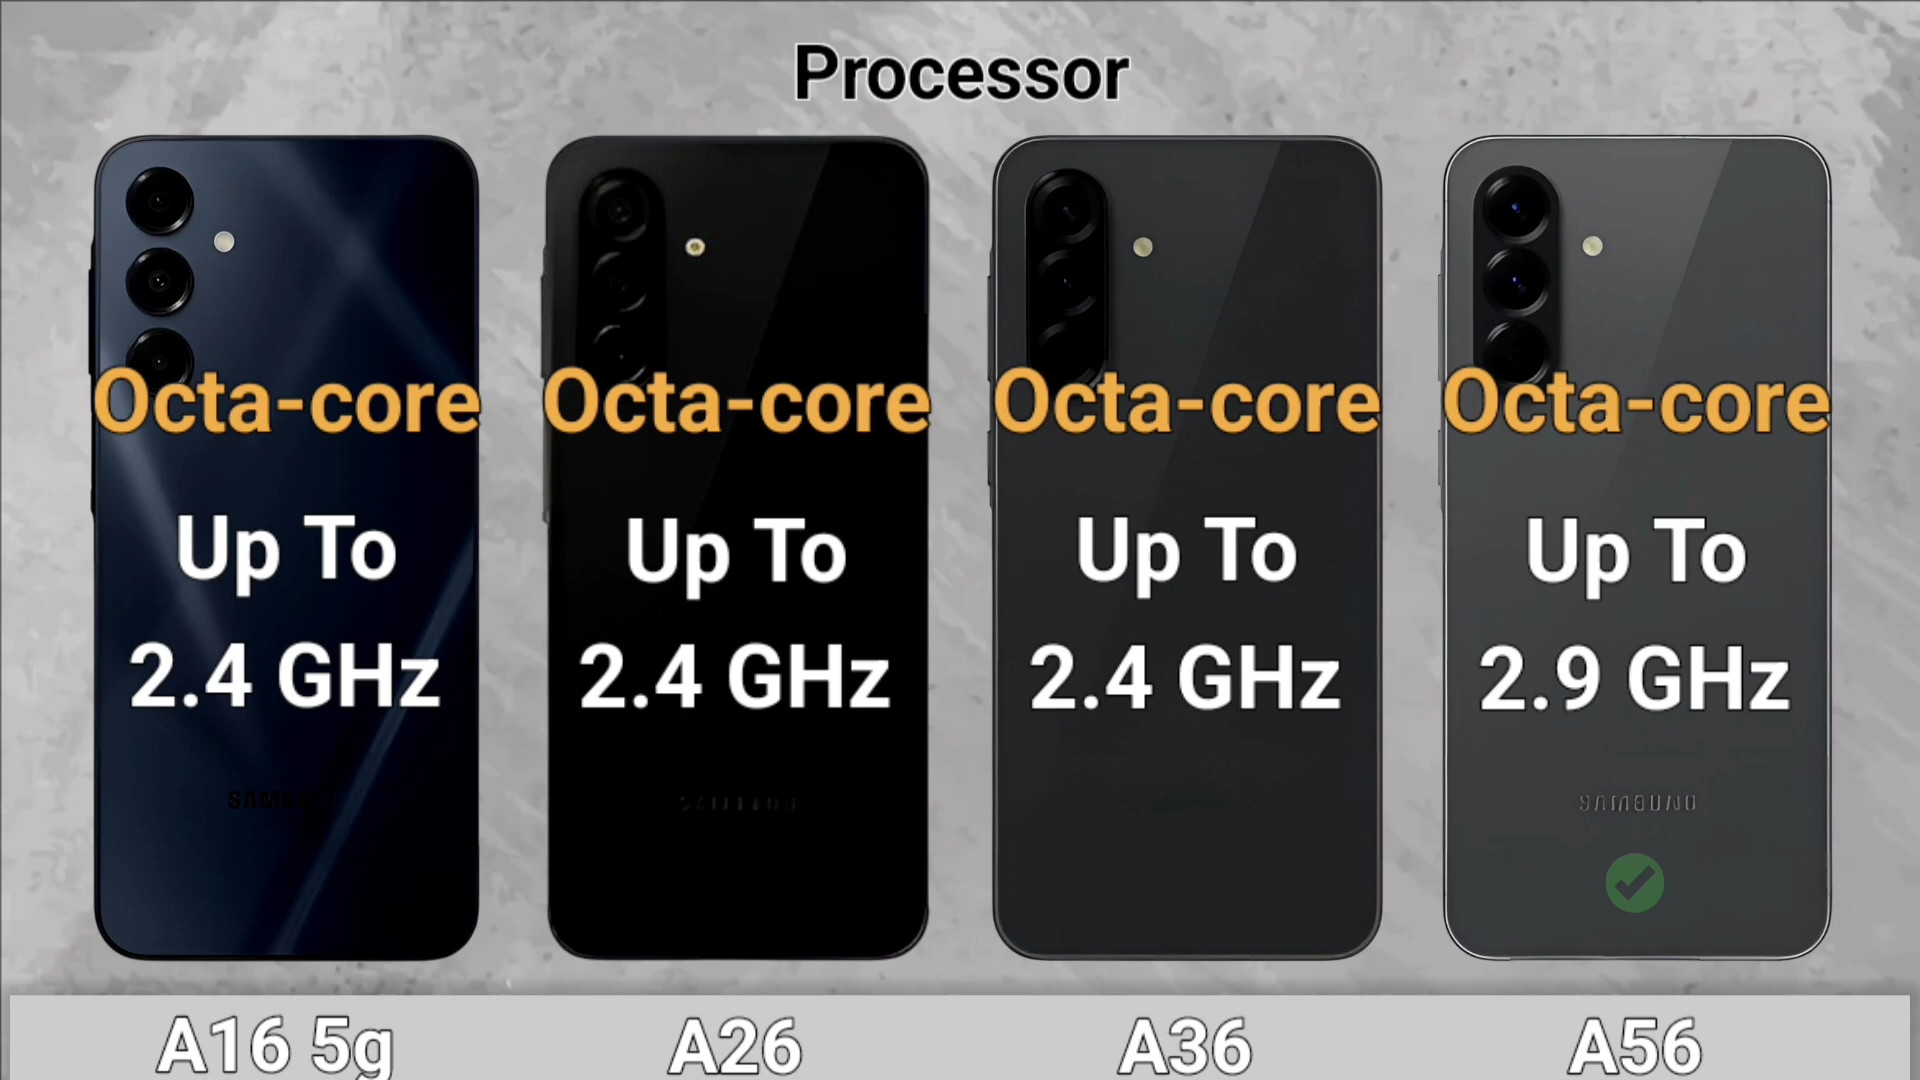 Processor
Octa-core Octa-core Octa-core Octa-core
Up To Up To Up To Up To
2.4 GHz 2.4 GHz 2.4 GHz 2.9 GHz
SAMSUNG
A16 5g A26 A36 A56